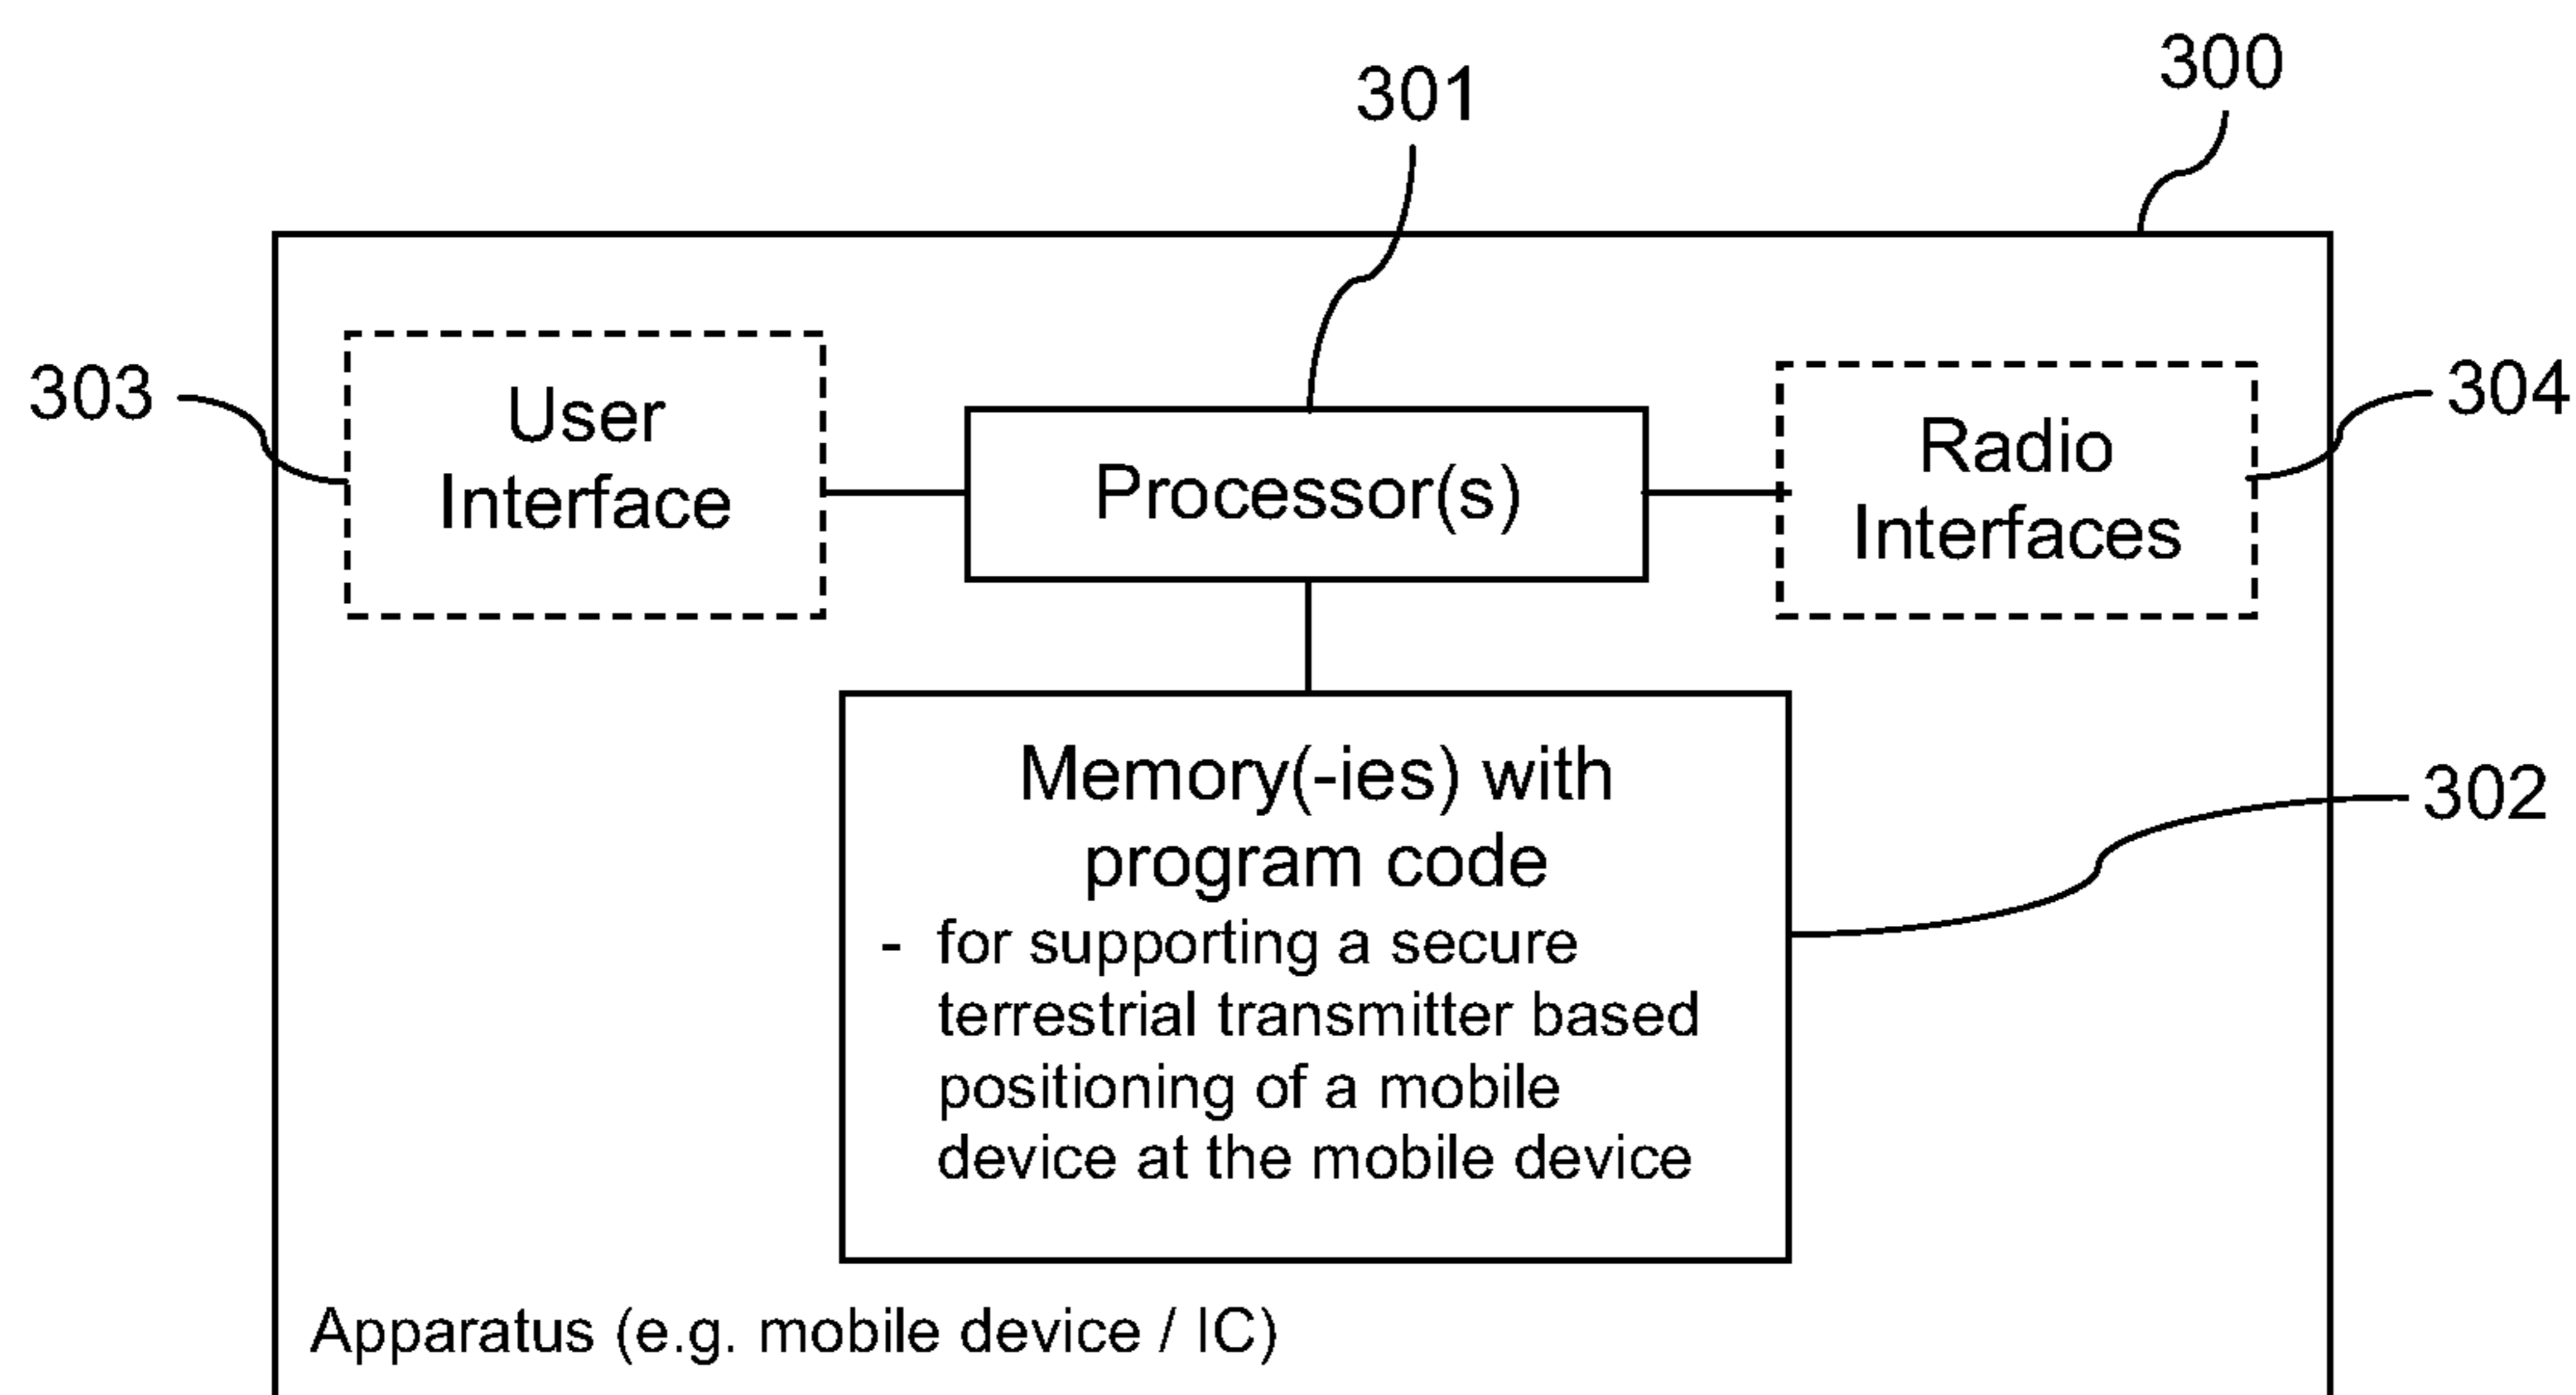 300
301
303
User
Interface
Processor(s)
Radio
Interfaces
304
Memory(-ies) with
program code
- for supporting a secure
terrestrial transmitter based
positioning of a mobile
device at the mobile device
302
Apparatus (e.g. mobile device / IC)